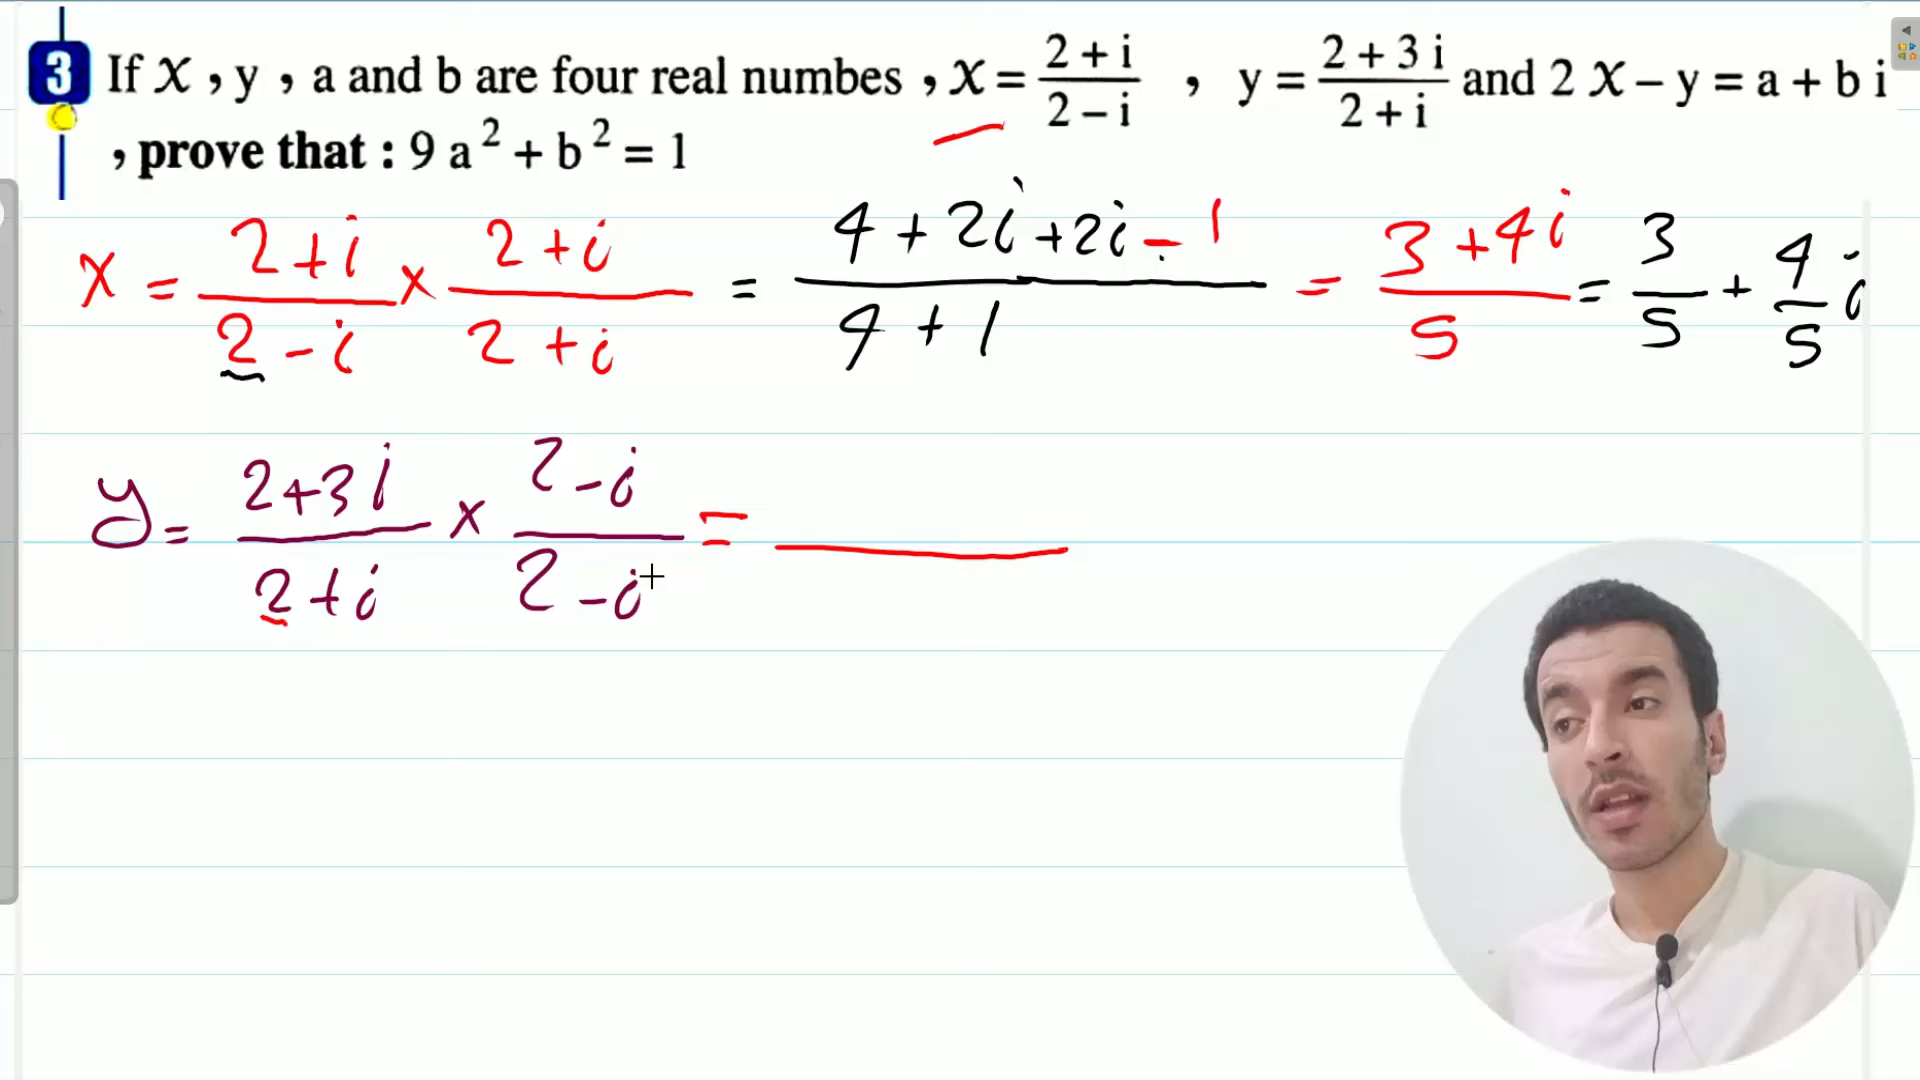 3 If x , y , a and b are four real numbes , x = (2 + i)/(2 – i) , y = (2 + 3 i)/(2 + i) and 2 x – y = a + b i
, prove that : 9 a² + b² = 1
x = (2+i)/(2-i) × (2+i)/(2+i) = (4+2i+2i-1)/(4+1) = (3+4i)/5 = 3/5 + 4/5 i
y = (2+3i)/(2+i) × (2-i)/(2-i) =